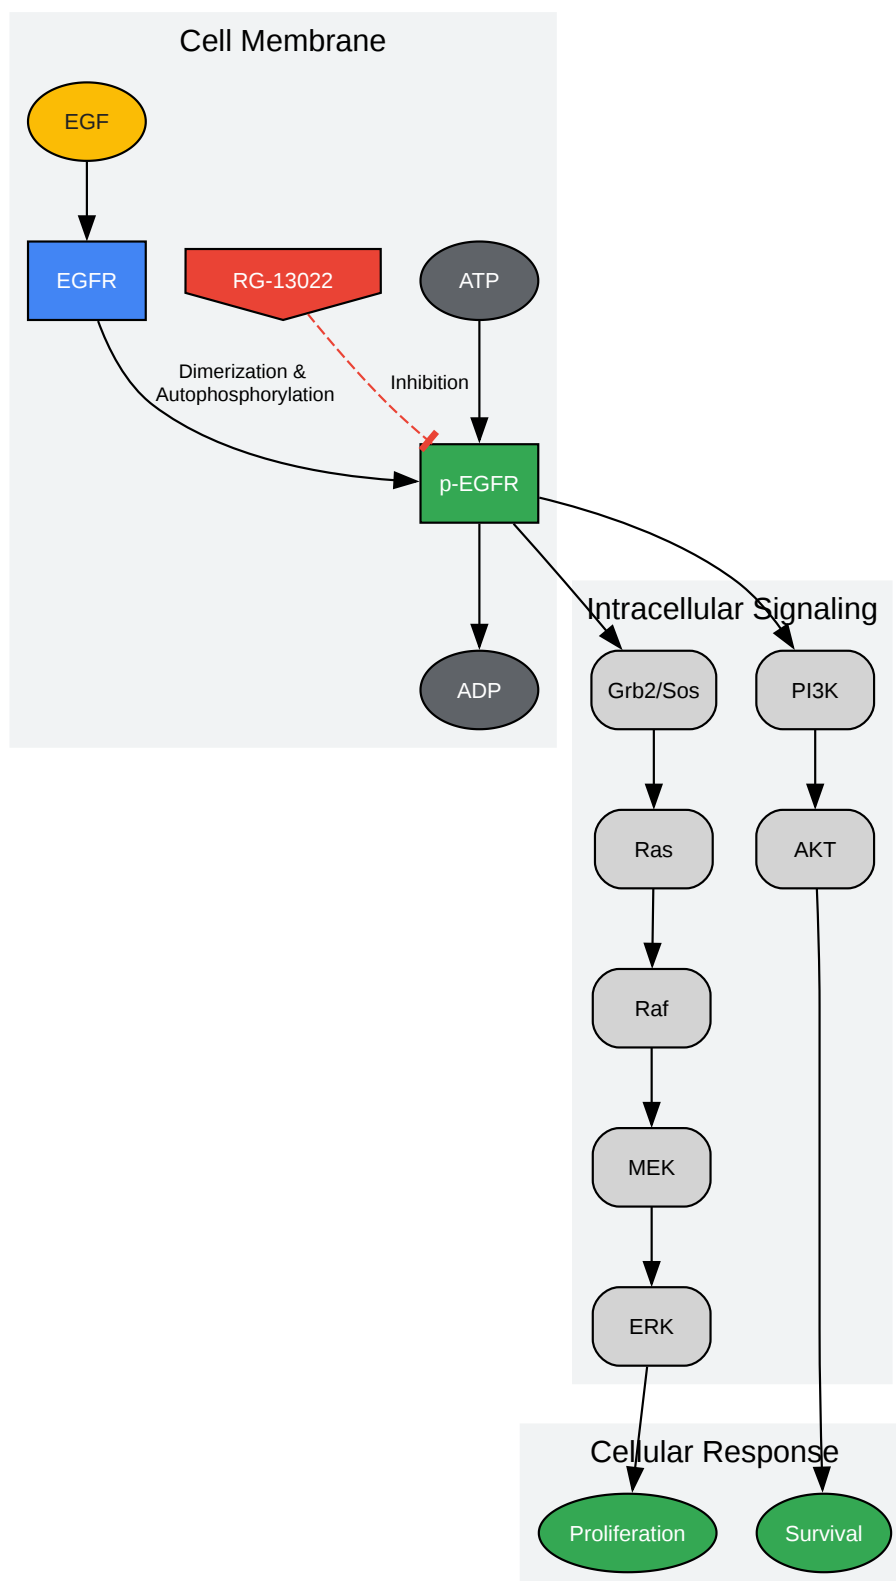 Cell Membrane
EGF
EGFR
RG-13022
ATP
Dimerization &
Autophosphorylation
Inhibition
p-EGFR
Intracellular Signaling
ADP
Grb2/Sos
PI3K
Ras
AKT
Raf
MEK
ERK
Cellular Response
Proliferation
Survival